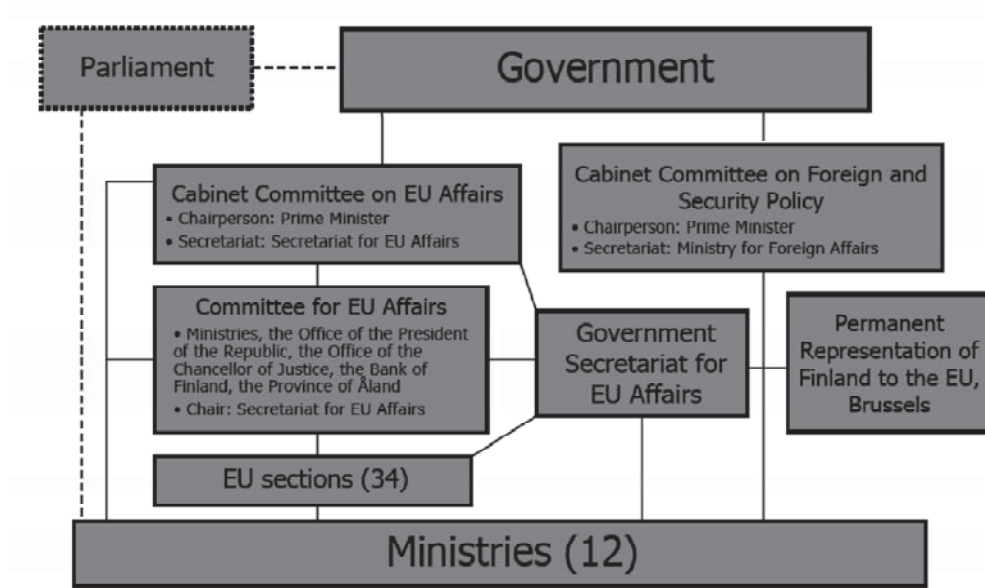 Parliament
Government
Cabinet Committee on EU Affairs
• Chairperson: Prime Minister
• Secretariat: Secretariat for EU Affairs
Cabinet Committee on Foreign and
Security Policy
• Chairperson: Prime Minister
• Secretariat: Ministry for Foreign Affairs
Committee for EU Affairs
• Ministries, the Office of the President
of the Republic, the Office of the
Chancellor of Justice, the Bank of
Finland, the Province of Åland
• Chair: Secretariat for EU Affairs
Government
Secretariat for
EU Affairs
Permanent
Representation of
Finland to the EU,
Brussels
EU sections (34)
Ministries (12)